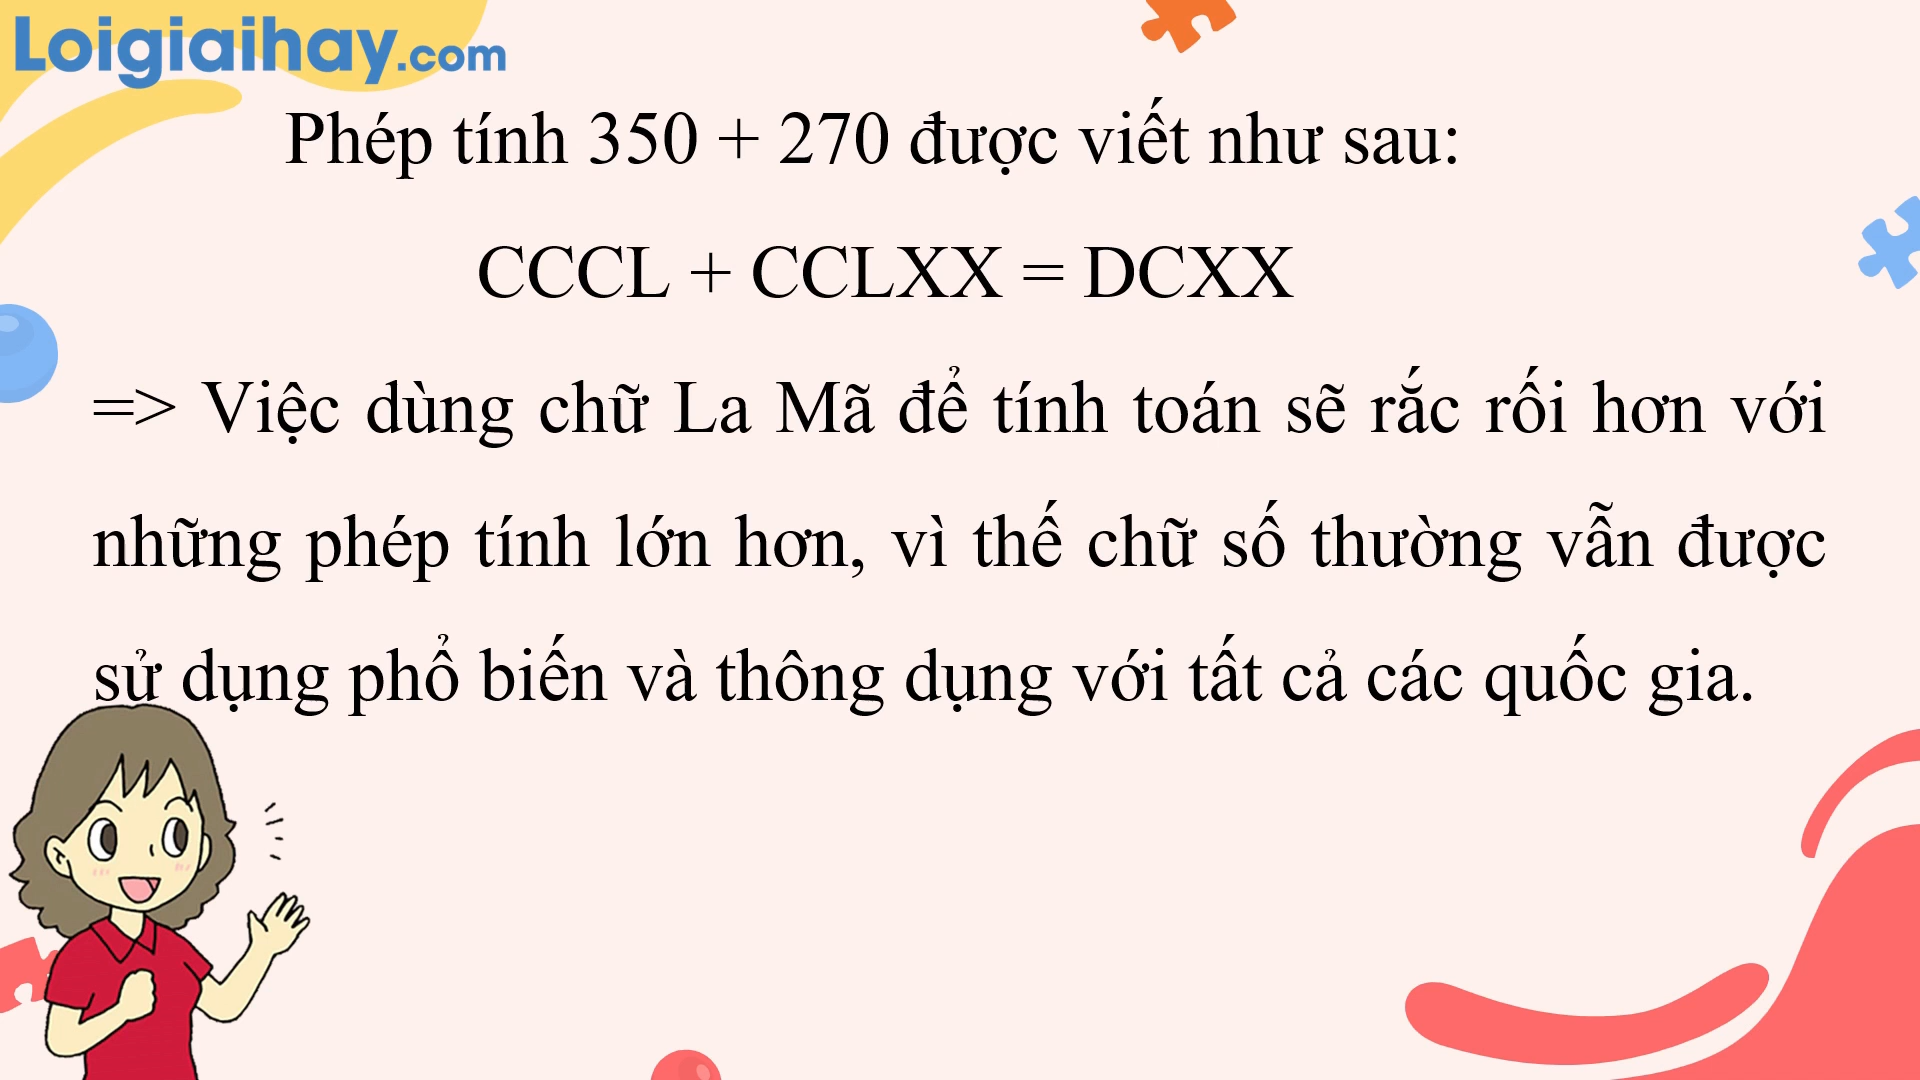 Loigiaihay.com
Phép tính 350 + 270 được viết như sau:
CCCL + CCLXX = DCXX
=> Việc dùng chữ La Mã để tính toán sẽ rắc rối hơn với
những phép tính lớn hơn, vì thế chữ số thường vẫn được
sử dụng phổ biến và thông dụng với tất cả các quốc gia.